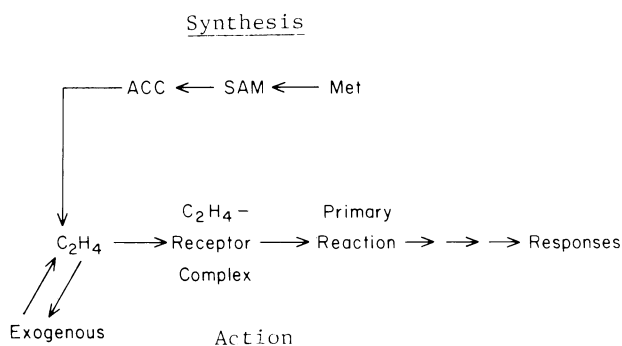 Synthesis
ACC ← SAM ← Met
C₂H₄ – Primary
C₂H₄ → Receptor → Reaction → → → Responses
Complex
Exogenous
Action